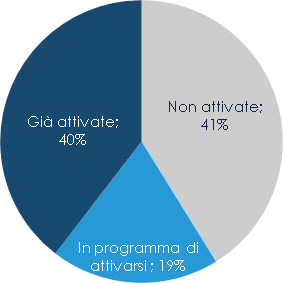 Non attivate;
41%
Già attivate;
40%
In programma di
attivarsi ; 19%